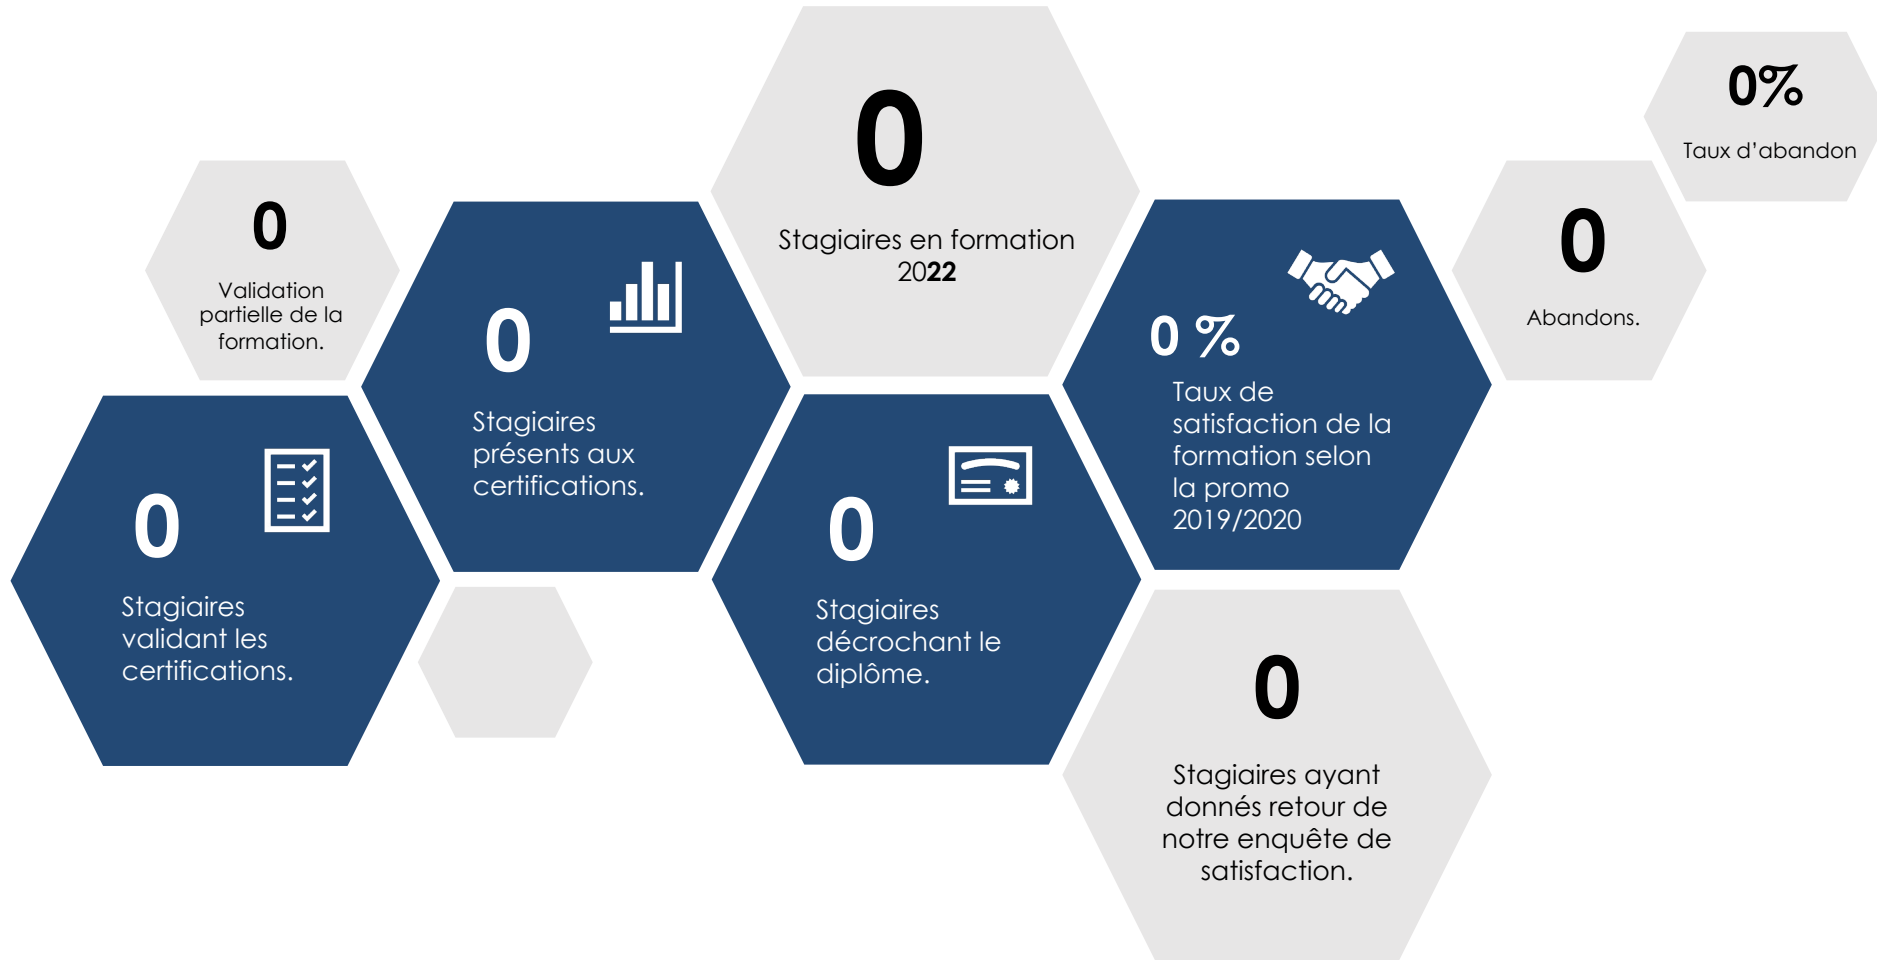 0
Stagiaires en formation
2022
0%
Taux d'abandon
0
Validation
partielle de la
formation.
0
Stagiaires
présents aux
certifications.
0 %
Taux de
satisfaction de la
formation selon
la promo
2019/2020
0
Abandons.
0
Stagiaires
validant les
certifications.
0
Stagiaires
décrochant le
diplôme.
0
Stagiaires ayant
donnés retour de
notre enquête de
satisfaction.